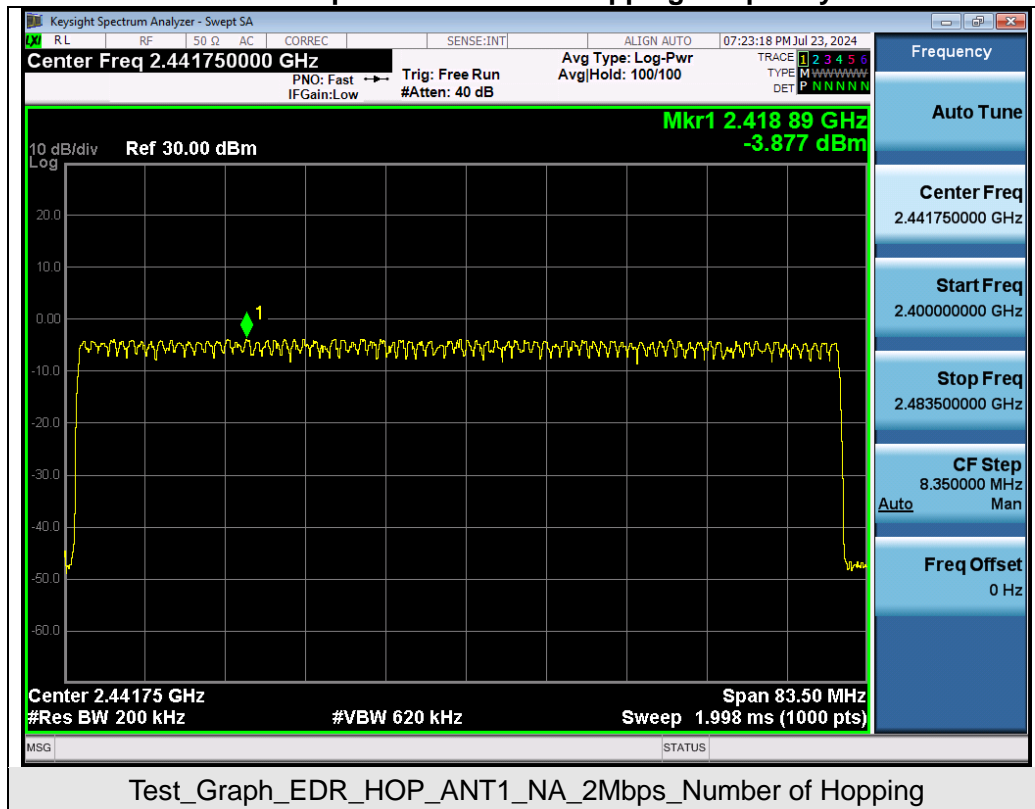 Keysight Spectrum Analyzer - Swept SA
LXI RL RF 50 Ω AC CORREC SENSE:INT ALIGN AUTO 07:23:18 PM Jul 23, 2024
Center Freq 2.441750000 GHz
PNO: Fast
IFGain:Low
Trig: Free Run
#Atten: 40 dB
Avg Type: Log-Pwr
Avg|Hold: 100/100
TRACE 1 2 3 4 5 6
TYPE M WWWWW
DET P N N N N N
Mkr1 2.418 89 GHz
-3.877 dBm
10 dB/div
Log
Ref 30.00 dBm
20.0
10.0
0.00
-10.0
-20.0
-30.0
-40.0
-50.0
-60.0
1
Center 2.44175 GHz
Span 83.50 MHz
#Res BW 200 kHz
#VBW 620 kHz
Sweep 1.998 ms (1000 pts)
MSG
STATUS
Frequency
Auto Tune
Center Freq
2.441750000 GHz
Start Freq
2.400000000 GHz
Stop Freq
2.483500000 GHz
CF Step
8.350000 MHz
Auto Man
Freq Offset
0 Hz
Test_Graph_EDR_HOP_ANT1_NA_2Mbps_Number of Hopping